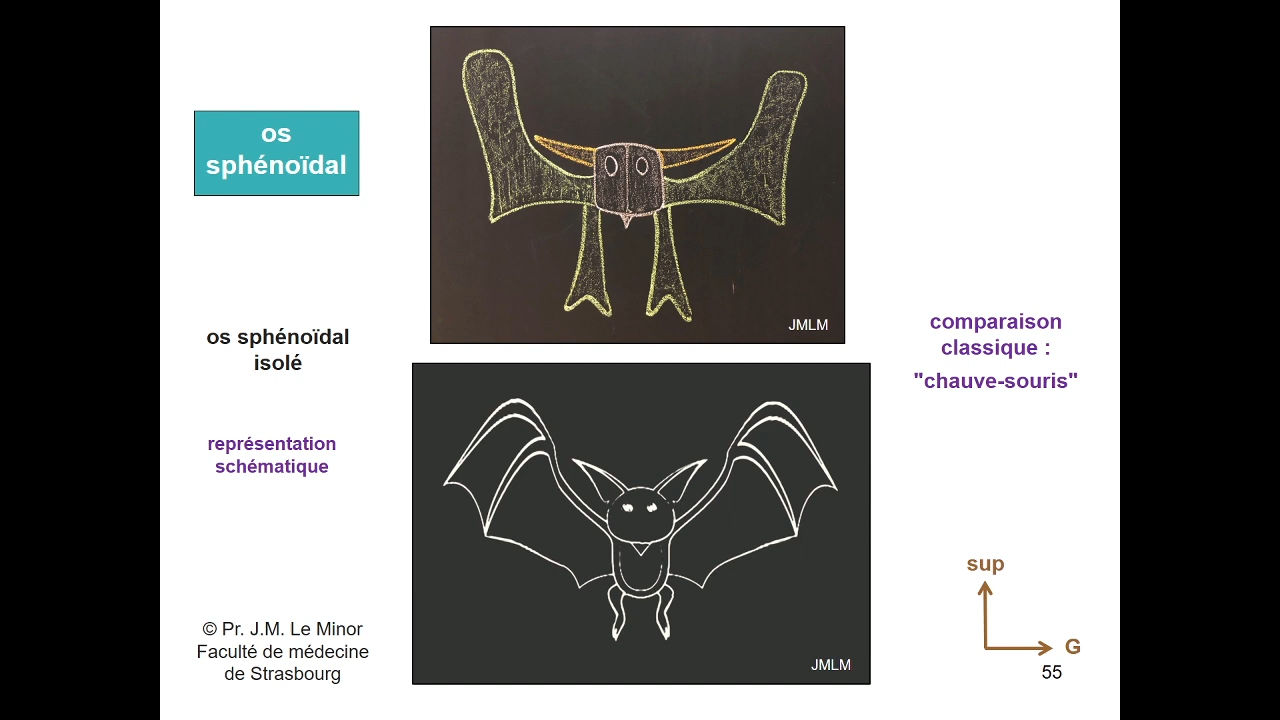 os
sphénoïdal
JMLM
os sphénoïdal
isolé
comparaison
classique :
"chauve-souris"
représentation
schématique
sup
G
© Pr. J.M. Le Minor
Faculté de médecine
de Strasbourg
JMLM
55